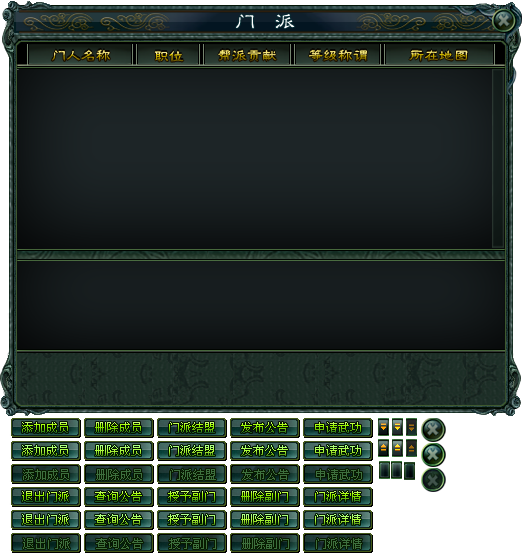 门 派
门人名称 职位 帮派贡献 等级称谓 所在地图
添加成员 删除成员 门派结盟 发布公告 申请武功
添加成员 删除成员 门派结盟 发布公告 申请武功
添加成员 删除成员 门派结盟 发布公告 申请武功
退出门派 查询公告 授予副门 删除副门 门派详情
退出门派 查询公告 授予副门 删除副门 门派详情
退出门派 查询公告 授予副门 删除副门 门派详情